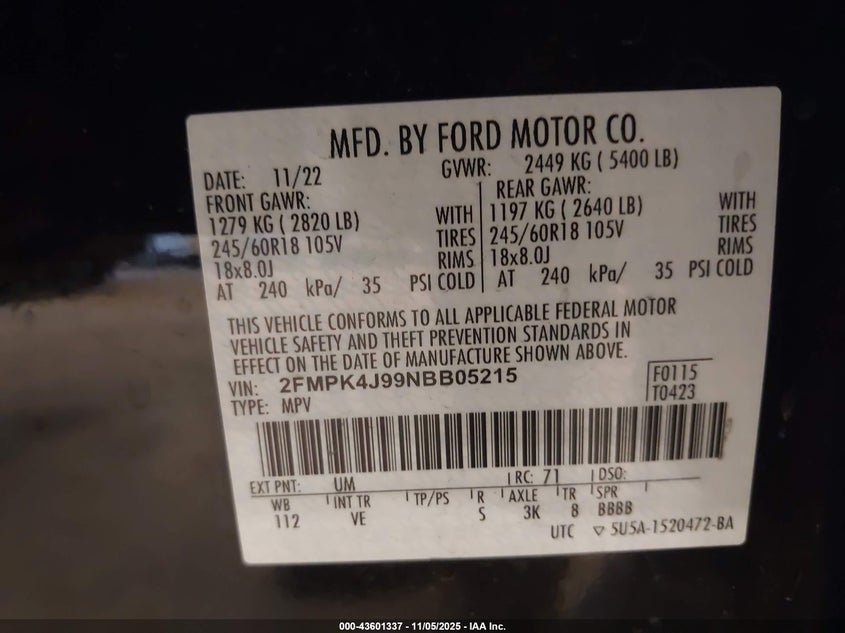 MFD. BY FORD MOTOR CO.
DATE: 11/22 GVWR: 2449 KG ( 5400 LB)
FRONT GAWR: REAR GAWR:
1279 KG ( 2820 LB) WITH 1197 KG ( 2640 LB) WITH
245/60R18 105V TIRES 245/60R18 105V TIRES
18x8.0J RIMS 18x8.0J RIMS
AT 240 kPa/ 35 PSI COLD AT 240 kPa/ 35 PSI COLD
THIS VEHICLE CONFORMS TO ALL APPLICABLE FEDERAL MOTOR
VEHICLE SAFETY AND THEFT PREVENTION STANDARDS IN
EFFECT ON THE DATE OF MANUFACTURE SHOWN ABOVE.
VIN: 2FMPK4J99NBB05215 F0115
TYPE: MPV T0423
EXT PNT: UM RC: 71 DSO:
WB INT TR TP/PS R AXLE TR SPR
112 VE S 3K 8 BBBB
UTC ▽ 5U5A-1520472-BA
000-43601337 - 11/05/2025 - IAA Inc.